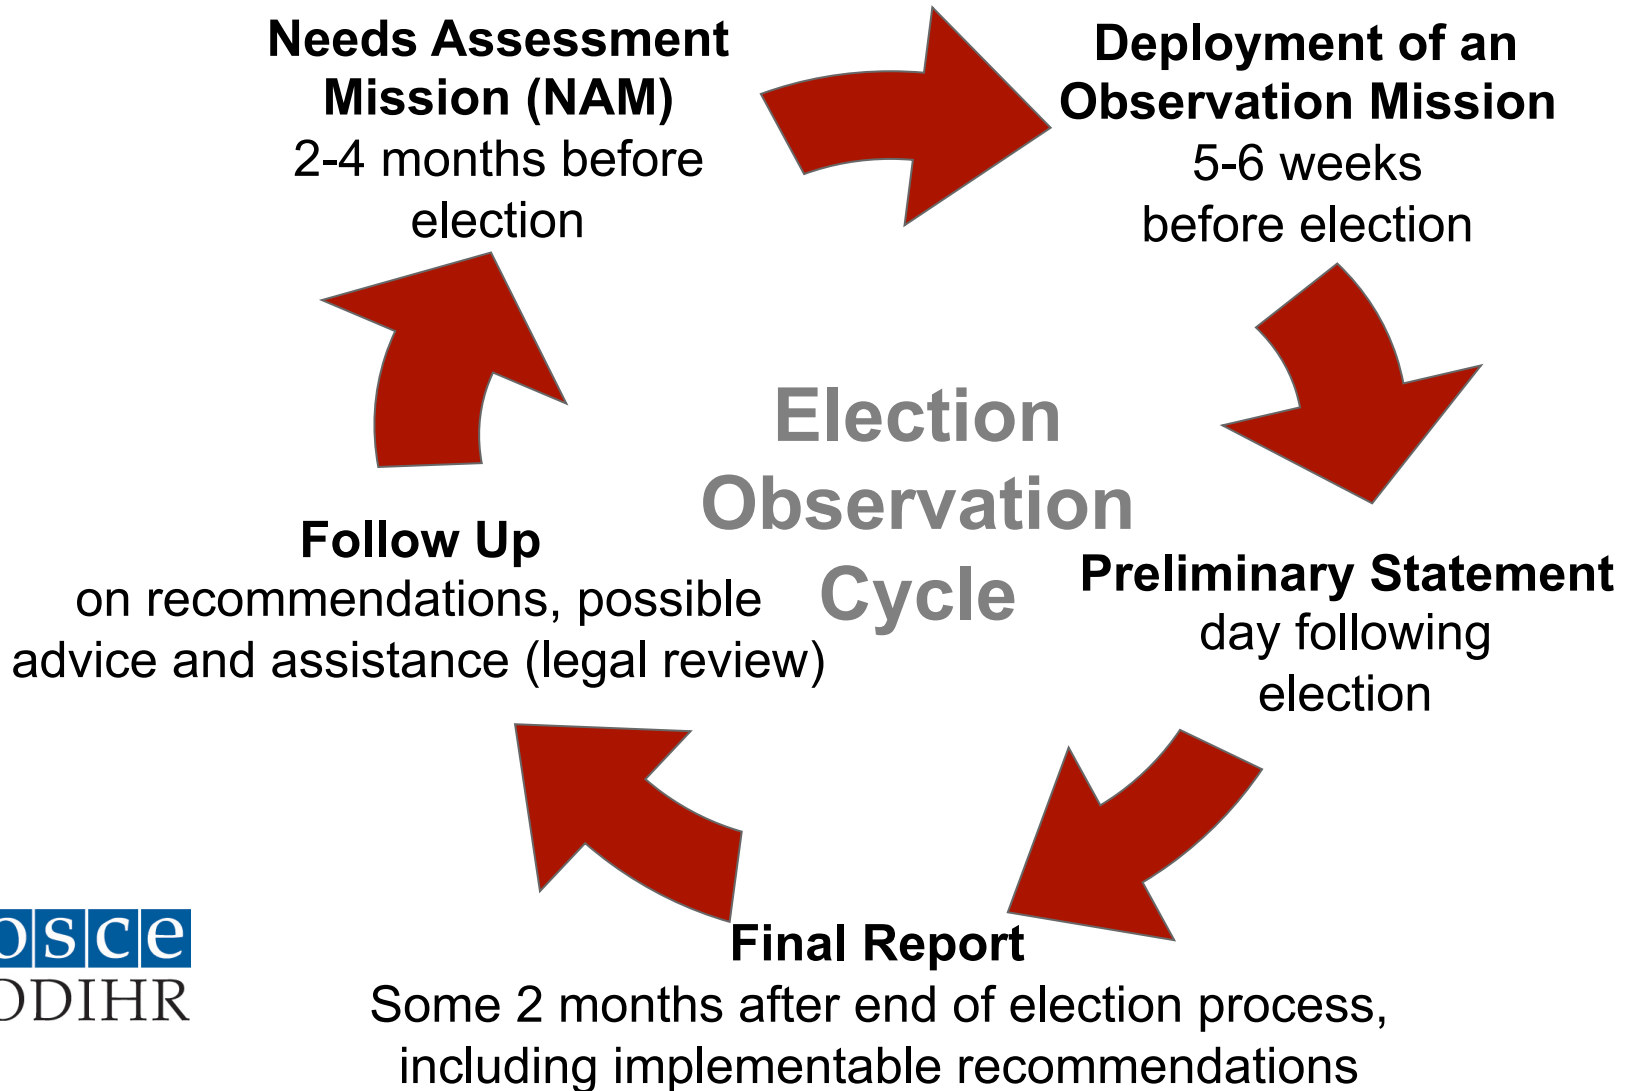 Needs Assessment
Mission (NAM)
2-4 months before
election
Deployment of an
Observation Mission
5-6 weeks
before election
Election
Observation
Cycle
Preliminary Statement
day following
election
Follow Up
on recommendations, possible
advice and assistance (legal review)
Final Report
Some 2 months after end of election process,
including implementable recommendations
osce
ODIHR